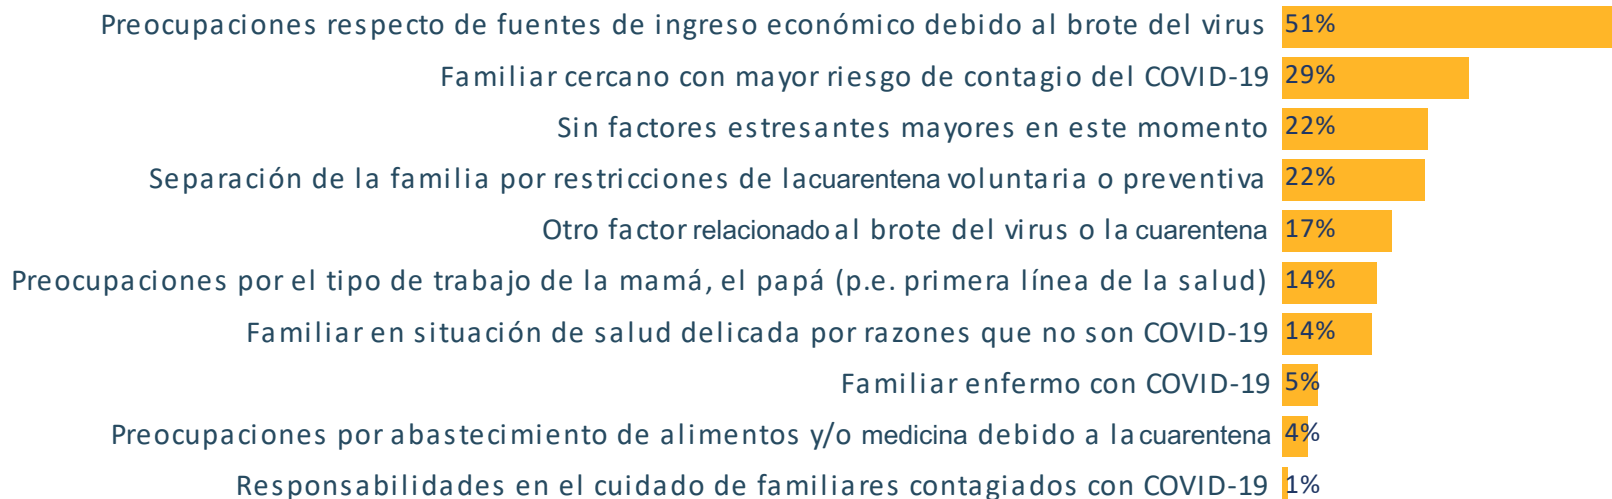 Preocupaciones respecto de fuentes de ingreso económico debido al brote del virus 51%
Familiar cercano con mayor riesgo de contagio del COVID-19 29%
Sin factores estresantes mayores en este momento 22%
Separación de la familia por restricciones de lacuarentena voluntaria o preventiva 22%
Otro factor relacionado al brote del virus o la cuarentena 17%
Preocupaciones por el tipo de trabajo de la mamá, el papá (p.e. primera línea de la salud) 14%
Familiar en situación de salud delicada por razones que no son COVID-19 14%
Familiar enfermo con COVID-19 5%
Preocupaciones por abastecimiento de alimentos y/o medicina debido a lacuarentena 4%
Responsabilidades en el cuidado de familiares contagiados con COVID-19 1%